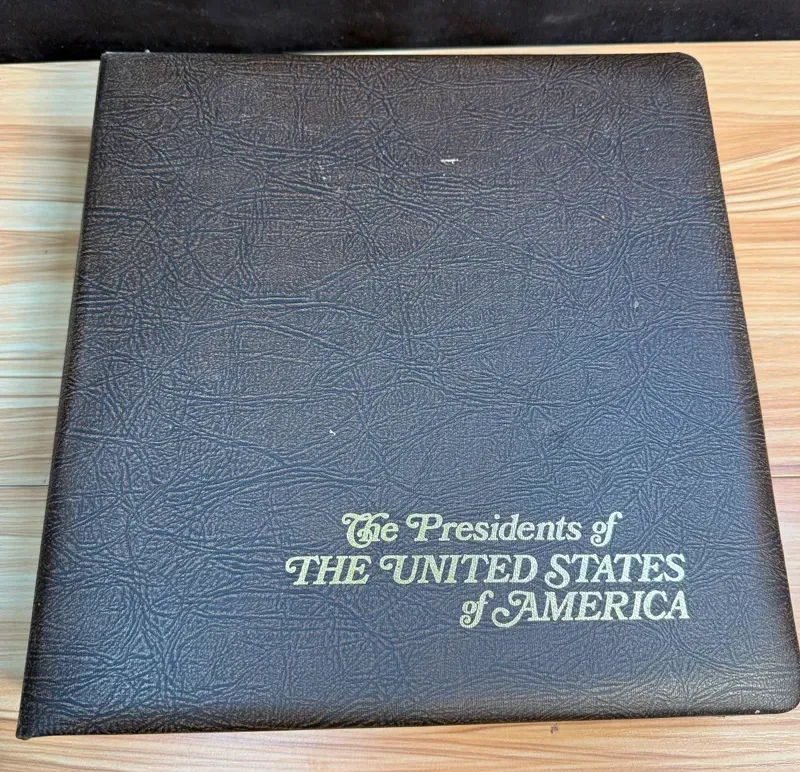 The Presidents of
THE UNITED STATES
of AMERICA